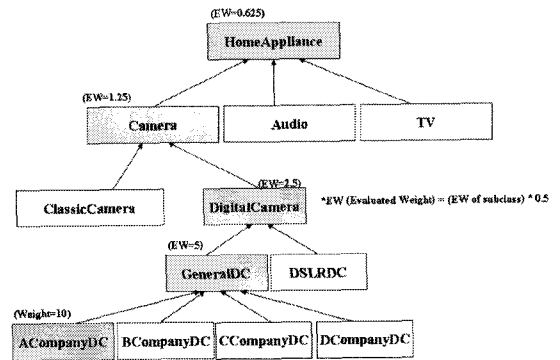 (EW=0.625)
HomeAppliance
(EW=1.25)
Camera
Audio
TV
(EW=2.5)
ClassicCamera
DigitalCamera
*EW (Evaluated Weight) = (EW of subclass) * 0.5
(EW=5)
GeneralDC
DSLRDC
(Weight=10)
ACompanyDC
BCompanyDC
CCompanyDC
DCompanyDC